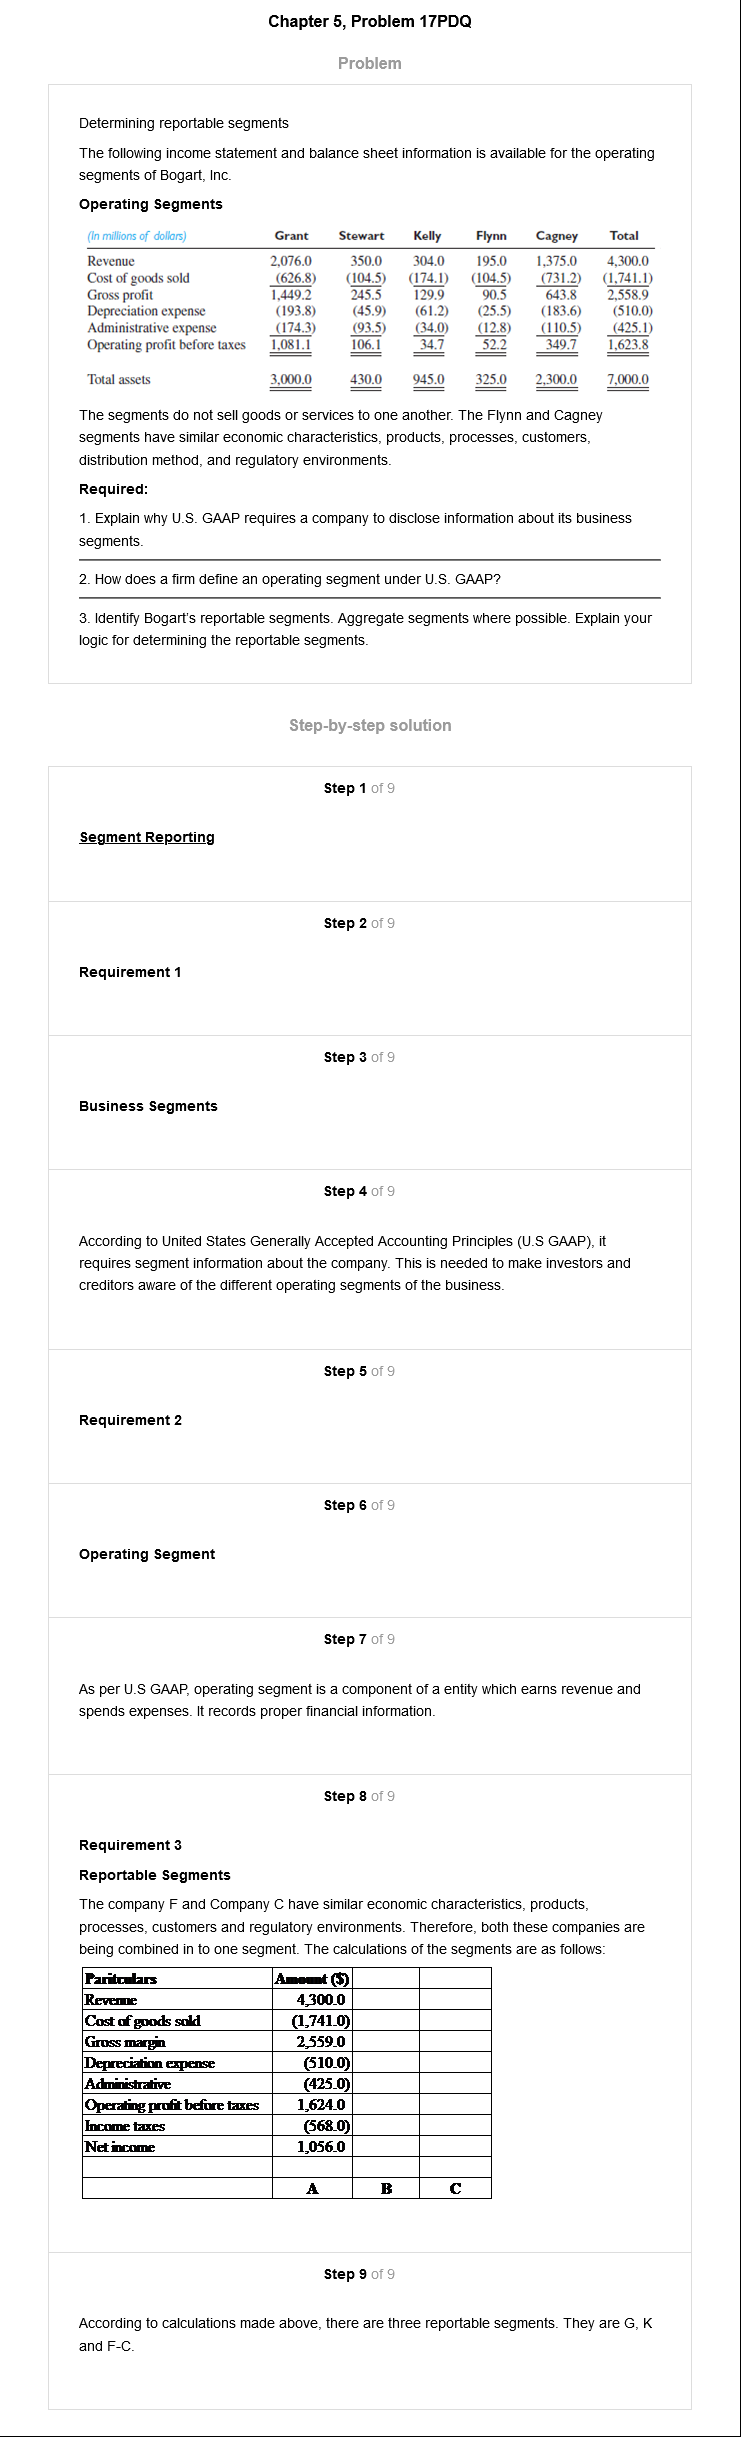 Chapter 5, Problem 17PDQ
Problem
Determining reportable segments
The following income statement and balance sheet information is available for the operating
segments of Bogart, Inc.
Operating Segments
(In millions of dollars) Grant Stewart Kelly Flynn Cagney Total
Revenue 2,076.0 350.0 304.0 195.0 1,375.0 4,300.0
Cost of goods sold (626.8) (104.5) (174.1) (104.5) (731.2) (1,741.1)
Gross profit 1,449.2 245.5 129.9 90.5 643.8 2,558.9
Depreciation expense (193.8) (45.9) (61.2) (25.5) (183.6) (510.0)
Administrative expense (174.3) (93.5) (34.0) (12.8) (110.5) (425.1)
Operating profit before taxes 1,081.1 106.1 34.7 52.2 349.7 1,623.8
Total assets 3,000.0 430.0 945.0 325.0 2,300.0 7,000.0
The segments do not sell goods or services to one another. The Flynn and Cagney
segments have similar economic characteristics, products, processes, customers,
distribution method, and regulatory environments.
Required:
1. Explain why U.S. GAAP requires a company to disclose information about its business
segments.
2. How does a firm define an operating segment under U.S. GAAP?
3. Identify Bogart's reportable segments. Aggregate segments where possible. Explain your
logic for determining the reportable segments.
Step-by-step solution
Step 1 of 9
Segment Reporting
Step 2 of 9
Requirement 1
Step 3 of 9
Business Segments
Step 4 of 9
According to United States Generally Accepted Accounting Principles (U.S GAAP), it
requires segment information about the company. This is needed to make investors and
creditors aware of the different operating segments of the business.
Step 5 of 9
Requirement 2
Step 6 of 9
Operating Segment
Step 7 of 9
As per U.S GAAP, operating segment is a component of a entity which earns revenue and
spends expenses. It records proper financial information.
Step 8 of 9
Requirement 3
Reportable Segments
The company F and Company C have similar economic characteristics, products,
processes, customers and regulatory environments. Therefore, both these companies are
being combined in to one segment. The calculations of the segments are as follows:
Paritculars Amount ($)
Revenue 4,300.0
Cost of goods sold (1,741.0)
Gross margin 2,559.0
Depreciation expense (510.0)
Administrative (425.0)
Operating profit before taxes 1,624.0
Income taxes (568.0)
Net income 1,056.0
A B C
Step 9 of 9
According to calculations made above, there are three reportable segments. They are G, K
and F-C.